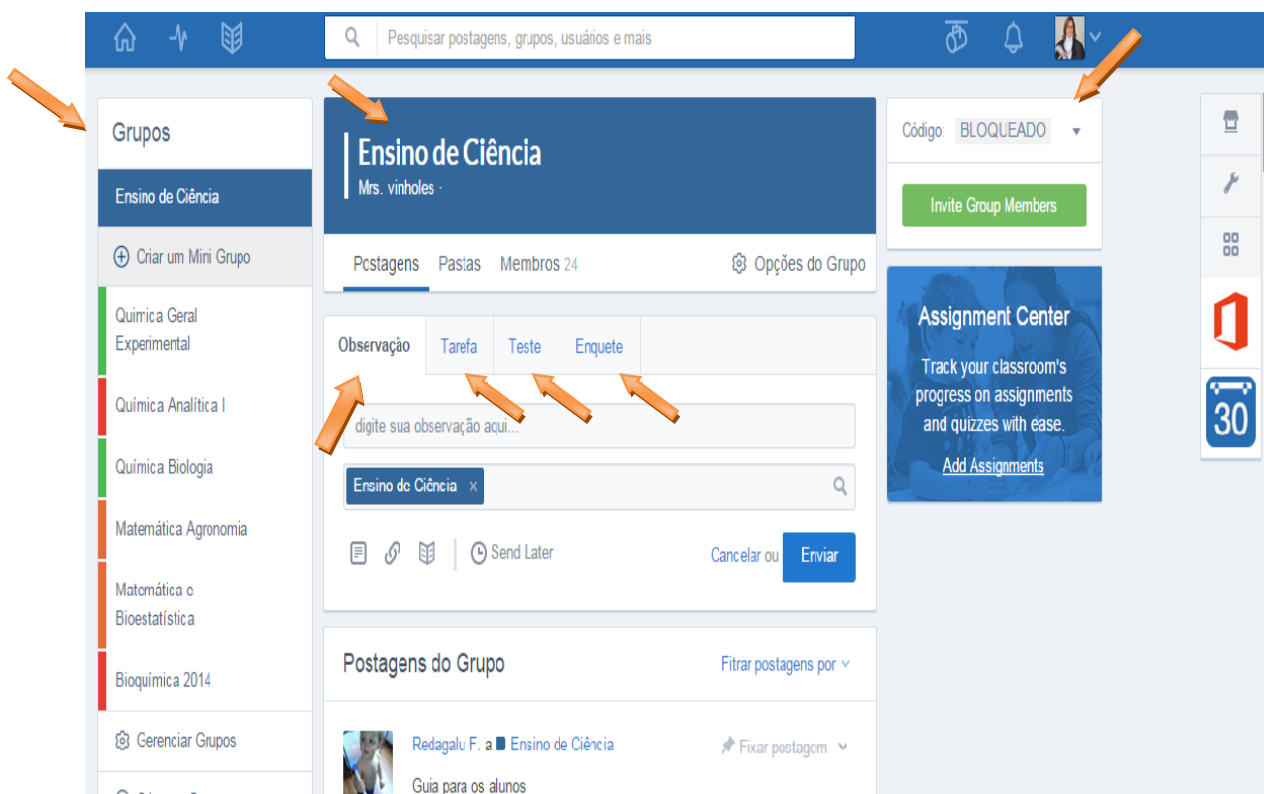 Pesquisar postagens, grupos, usuários e mais
Grupos
Ensino de Ciência
Criar um Mini Grupo
Quimica Geral
Experimental
Química Analítica I
Química Biologia
Matemática Agronomia
Matemática e
Bioestatística
Bioquímica 2014
Gerenciar Grupos
Ensino de Ciência
Mrs. vinholes ·
Postagens Pastas Membros 24 Opções do Grupo
Observação Tarefa Teste Enquete
digite sua observação aqui...
Ensino de Ciência ×
Send Later Cancelar ou Enviar
Postagens do Grupo Fitrar postagens por
Redagalu F. a Ensino de Ciência Fixar postagem
Guia para os alunos
Código: BLOQUEADO
Invite Group Members
Assignment Center
Track your classroom's
progress on assignments
and quizzes with ease.
Add Assignments
30